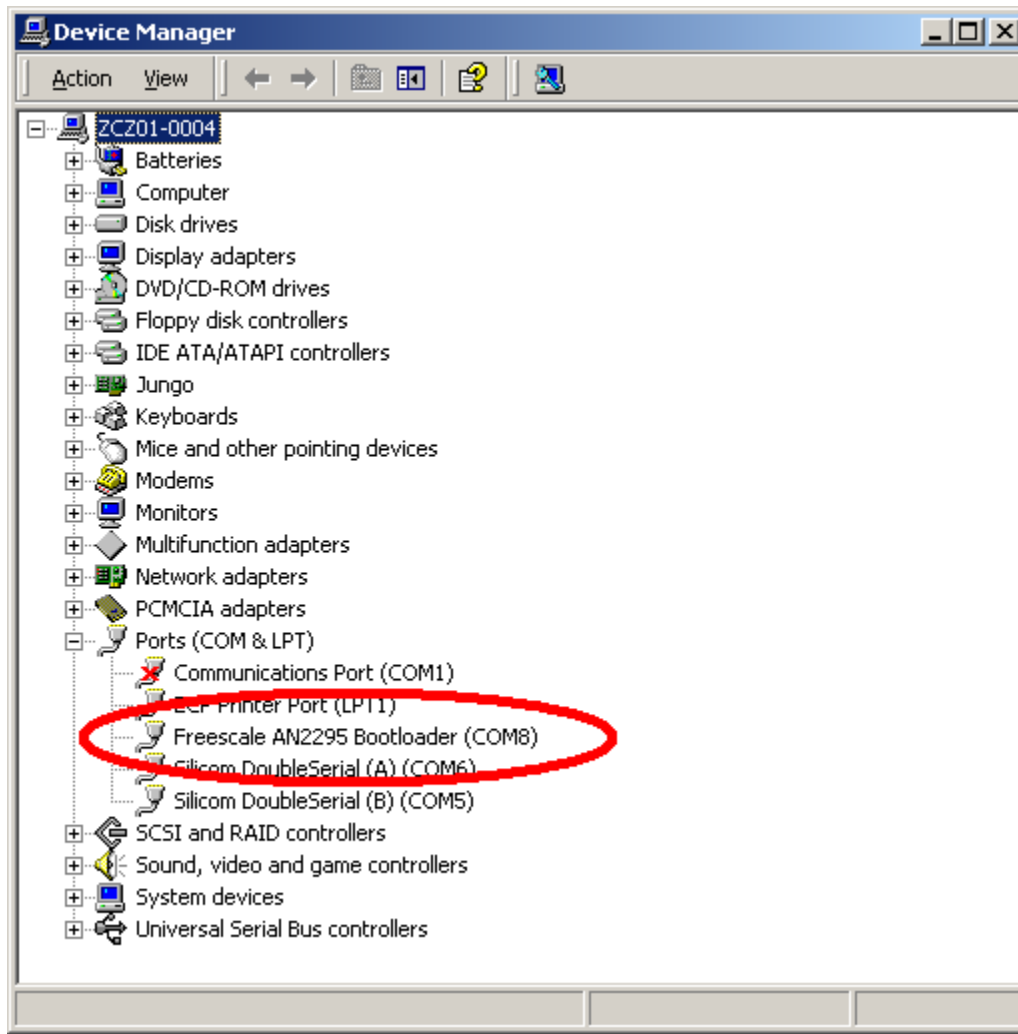 Device Manager
Action View
ZCZ01-0004
Batteries
Computer
Disk drives
Display adapters
DVD/CD-ROM drives
Floppy disk controllers
IDE ATA/ATAPI controllers
Jungo
Keyboards
Mice and other pointing devices
Modems
Monitors
Multifunction adapters
Network adapters
PCMCIA adapters
Ports (COM & LPT)
Communications Port (COM1)
ECP Printer Port (LPT1)
Freescale AN2295 Bootloader (COM8)
Silicom DoubleSerial (A) (COM6)
Silicom DoubleSerial (B) (COM5)
SCSI and RAID controllers
Sound, video and game controllers
System devices
Universal Serial Bus controllers